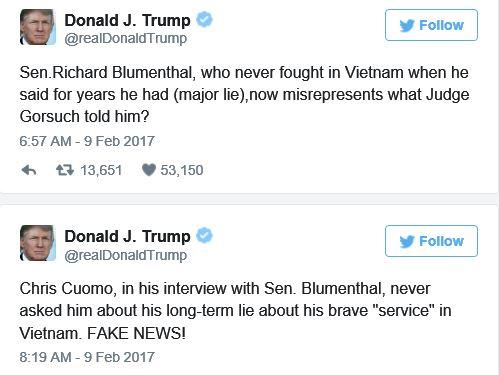 Donald J. Trump
Follow
@realDonaldTrump
Sen.Richard Blumenthal, who never fought in Vietnam when he
said for years he had (major lie),now misrepresents what Judge
Gorsuch told him?
6:57 AM - 9 Feb 2017
13,651 53,150
Donald J. Trump
Follow
@realDonaldTrump
Chris Cuomo, in his interview with Sen. Blumenthal, never
asked him about his long-term lie about his brave "service" in
Vietnam. FAKE NEWS!
8:19 AM - 9 Feb 2017